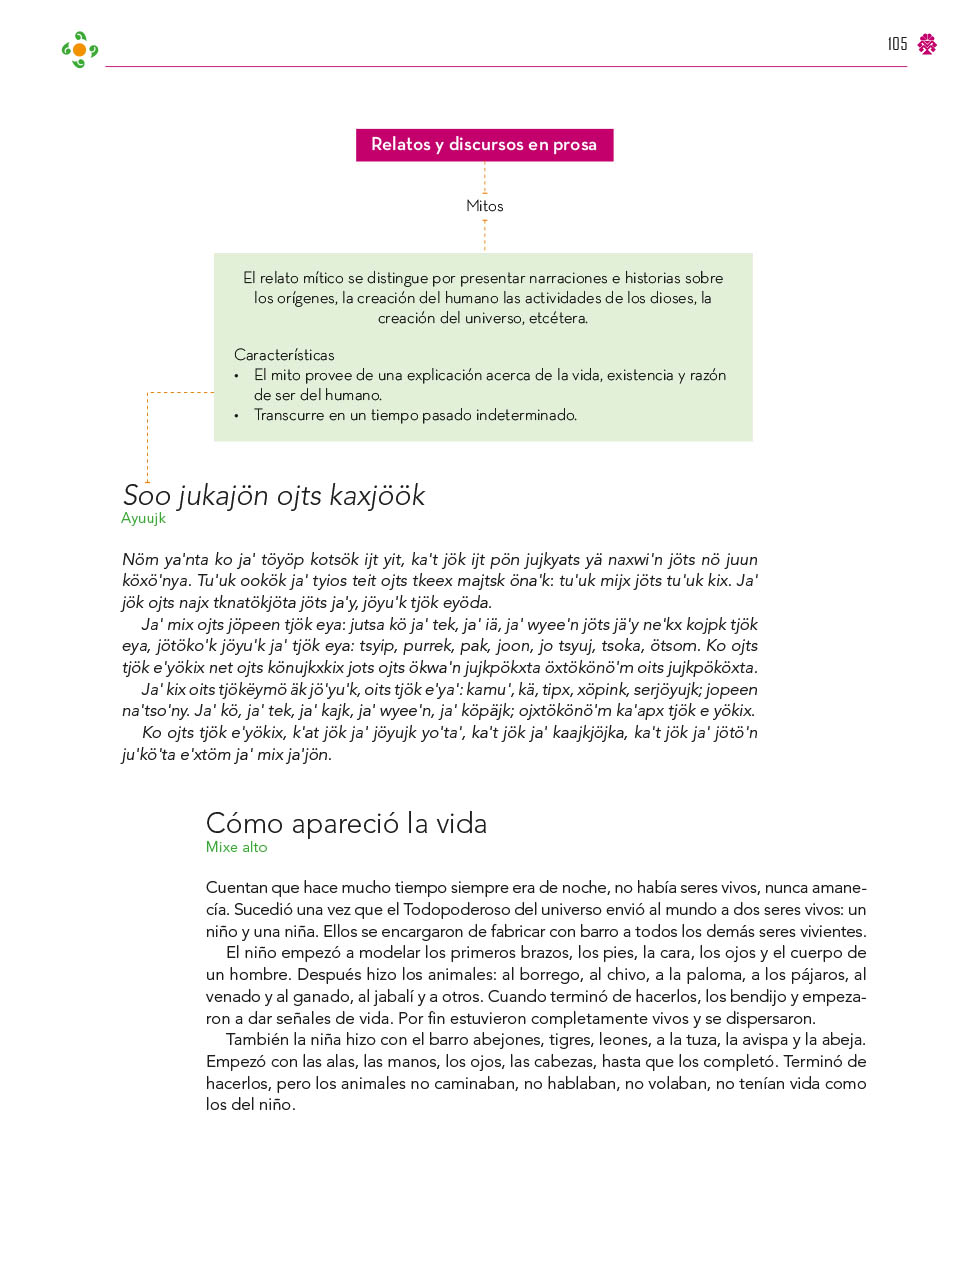 105
Relatos y discursos en prosa
Mitos
El relato mítico se distingue por presentar narraciones e historias sobre
los orígenes, la creación del humano las actividades de los dioses, la
creación del universo, etcétera.
Características
• El mito provee de una explicación acerca de la vida, existencia y razón
de ser del humano.
• Transcurre en un tiempo pasado indeterminado.
Soo jukajön ojts kaxjöök
Ayuujk
Nöm ya'nta ko ja' töyöp kotsök ijt yit, ka't jök ijt pön jujkyats yä naxwi'n jöts nö juun
köxö'nya. Tu'uk ookök ja' tyios teit ojts tkeex majtsk öna'k: tu'uk mijx jöts tu'uk kix. Ja'
jök ojts najx tknatökjöta jöts ja'y, jöyu'k tjök eyöda.
Ja' mix ojts jöpeen tjök eya: jutsa kö ja' tek, ja' iä, ja' wyee'n jöts jä'y ne'kx kojpk tjök
eya, jötöko'k jöyu'k ja' tjök eya: tsyip, purrek, pak, joon, jo tsyuj, tsoka, ötsom. Ko ojts
tjök e'yökix net ojts könujkxkix jots ojts ökwa'n jujkpökxta öxtökönö'm oits jujkpököxta.
Ja' kix oits tjökëymö äk jö'yu'k, oits tjök e'ya': kamu', kä, tipx, xöpink, serjöyujk; jopeen
na'tso'ny. Ja' kö, ja' tek, ja' kajk, ja' wyee'n, ja' köpäjk; ojxtökönö'm ka'apx tjök e yökix.
Ko ojts tjök e'yökix, k'at jök ja' jöyujk yo'ta', ka't jök ja' kaajkjöjka, ka't jök ja' jötö'n
ju'kö'ta e'xtöm ja' mix ja'jön.
Cómo apareció la vida
Mixe alto
Cuentan que hace mucho tiempo siempre era de noche, no había seres vivos, nunca amane-
cía. Sucedió una vez que el Todopoderoso del universo envió al mundo a dos seres vivos: un
niño y una niña. Ellos se encargaron de fabricar con barro a todos los demás seres vivientes.
El niño empezó a modelar los primeros brazos, los pies, la cara, los ojos y el cuerpo de
un hombre. Después hizo los animales: al borrego, al chivo, a la paloma, a los pájaros, al
venado y al ganado, al jabalí y a otros. Cuando terminó de hacerlos, los bendijo y empeza-
ron a dar señales de vida. Por fin estuvieron completamente vivos y se dispersaron.
También la niña hizo con el barro abejones, tigres, leones, a la tuza, la avispa y la abeja.
Empezó con las alas, las manos, los ojos, las cabezas, hasta que los completó. Terminó de
hacerlos, pero los animales no caminaban, no hablaban, no volaban, no tenían vida como
los del niño.